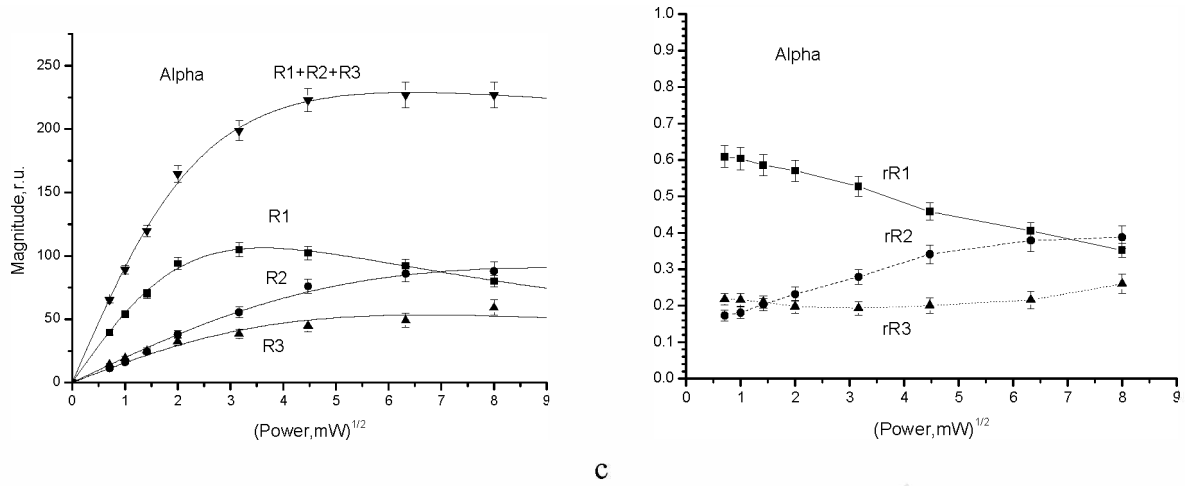 Alpha
R1+R2+R3
R1
R2
R3
Magnitude,r.u.
250
200
150
100
50
0
0 1 2 3 4 5 6 7 8 9
(Power,mW)1/2
Alpha
rR1
rR2
rR3
1.0
0.9
0.8
0.7
0.6
0.5
0.4
0.3
0.2
0.1
0.0
0 1 2 3 4 5 6 7 8 9
(Power,mW)1/2
c